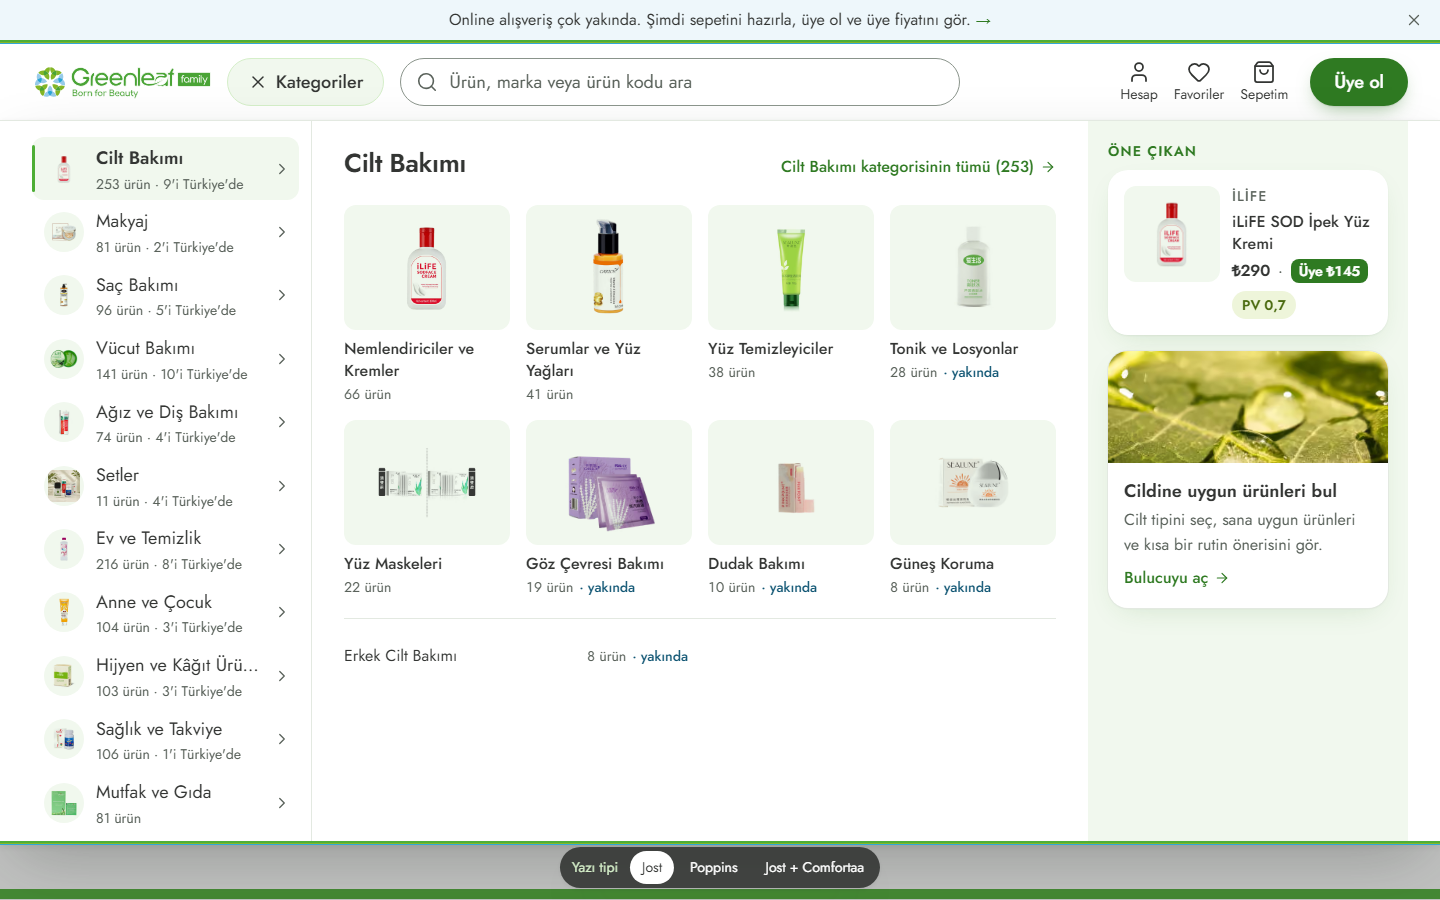 Online alışveriş çok yakında. Şimdi sepetini hazırla, üye ol ve üye fiyatını gör. →
Greenleaf family
Born for Beauty
Kategoriler
Ürün, marka veya ürün kodu ara
Hesap
Favoriler
Sepetim
Üye ol
Cilt Bakımı
253 ürün · 9'i Türkiye'de
Makyaj
81 ürün · 2'i Türkiye'de
Saç Bakımı
96 ürün · 5'i Türkiye'de
Vücut Bakımı
141 ürün · 10'i Türkiye'de
Ağız ve Diş Bakımı
74 ürün · 4'i Türkiye'de
Setler
11 ürün · 4'i Türkiye'de
Ev ve Temizlik
216 ürün · 8'i Türkiye'de
Anne ve Çocuk
104 ürün · 3'i Türkiye'de
Hijyen ve Kâğıt Ürü...
103 ürün · 3'i Türkiye'de
Sağlık ve Takviye
106 ürün · 1'i Türkiye'de
Mutfak ve Gıda
81 ürün
Cilt Bakımı
Cilt Bakımı kategorisinin tümü (253) →
iLiFE
SOD FACE
CREAM
Nemlendiriciler ve
Kremler
66 ürün
Serumlar ve Yüz
Yağları
41 ürün
Yüz Temizleyiciler
38 ürün
Tonik ve Losyonlar
28 ürün · yakında
Yüz Maskeleri
22 ürün
Göz Çevresi Bakımı
19 ürün · yakında
Dudak Bakımı
10 ürün · yakında
SEALUXE
SEALUXE
Güneş Koruma
8 ürün · yakında
Erkek Cilt Bakımı
8 ürün · yakında
ÖNE ÇIKAN
iLiFE
İLİFE
iLiFE SOD İpek Yüz
Kremi
₺290 · Üye ₺145
PV 0,7
Cildine uygun ürünleri bul
Cilt tipini seç, sana uygun ürünleri
ve kısa bir rutin önerisini gör.
Bulucuyu aç →
Yazı tipi
Jost
Poppins
Jost + Comfortaa